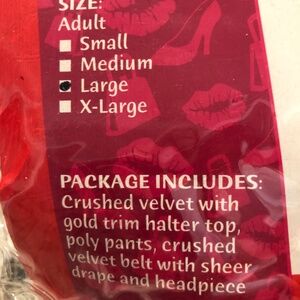 SIZE:
Adult
Small
Medium
Large
X-Large
PACKAGE INCLUDES:
Crushed velvet with
gold trim halter top,
poly pants, crushed
velvet belt with sheer
drape and headpiece